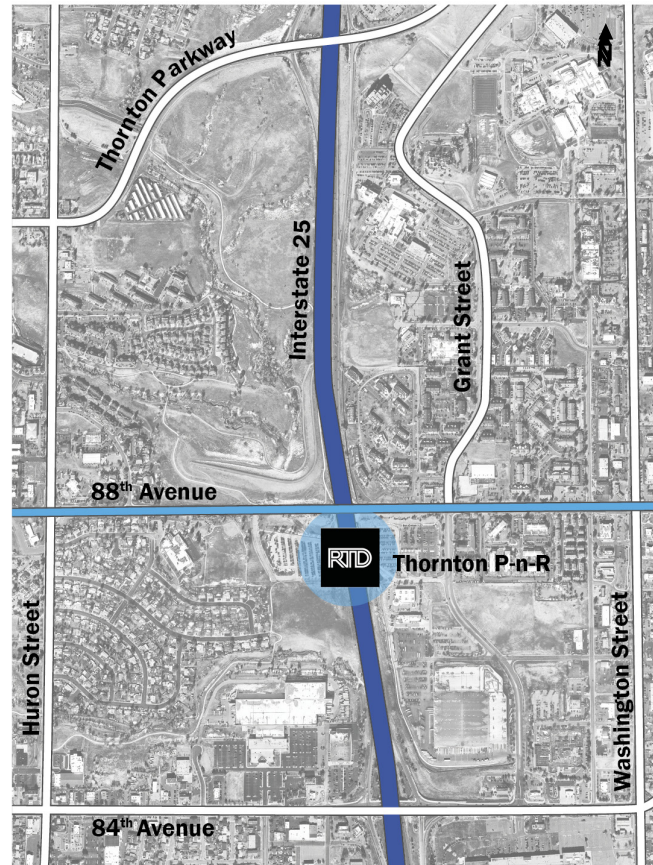 N
Thornton Parkway
Interstate 25
Grant Street
88th Avenue
RTD
Thornton P-n-R
Huron Street
Washington Street
84th Avenue